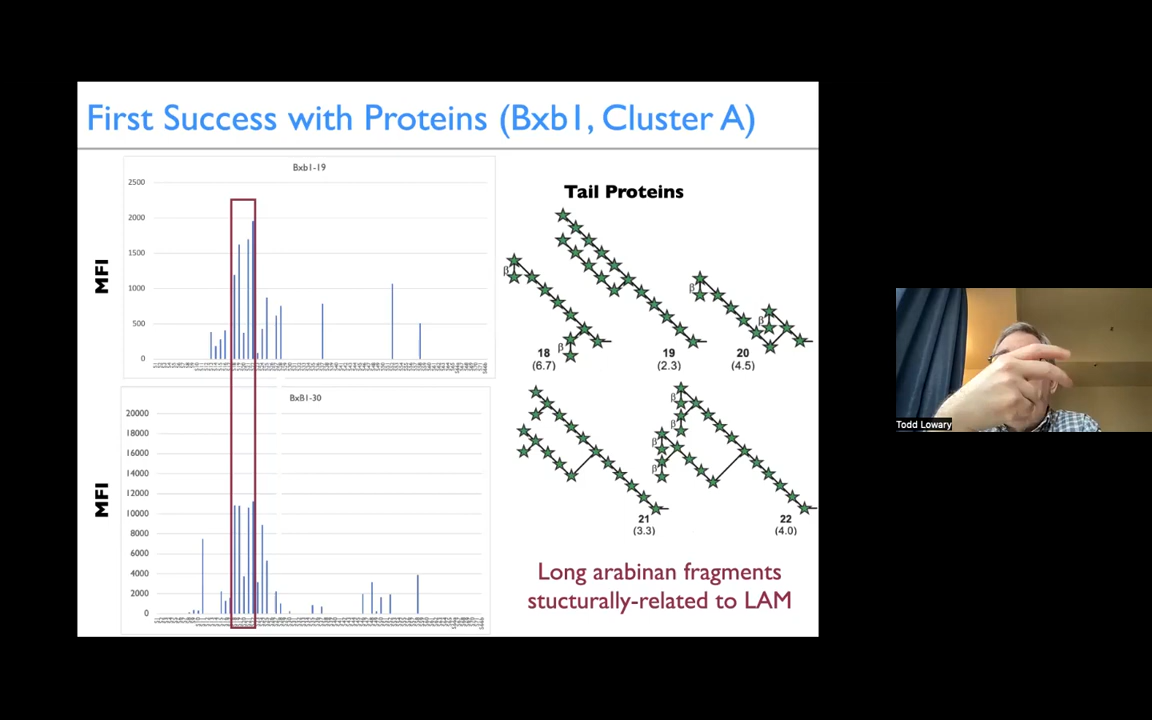 First Success with Proteins (Bxb1, Cluster A)
Bxb1-19
MFI
2500
2000
1500
1000
500
0
BxB1-30
MFI
20000
18000
16000
14000
12000
10000
8000
6000
4000
2000
0
Tail Proteins
β
β
18
(6.7)
19
(2.3)
β
β
20
(4.5)
21
(3.3)
β
β
β
β
22
(4.0)
Long arabinan fragments
stucturally-related to LAM
Todd Lowary